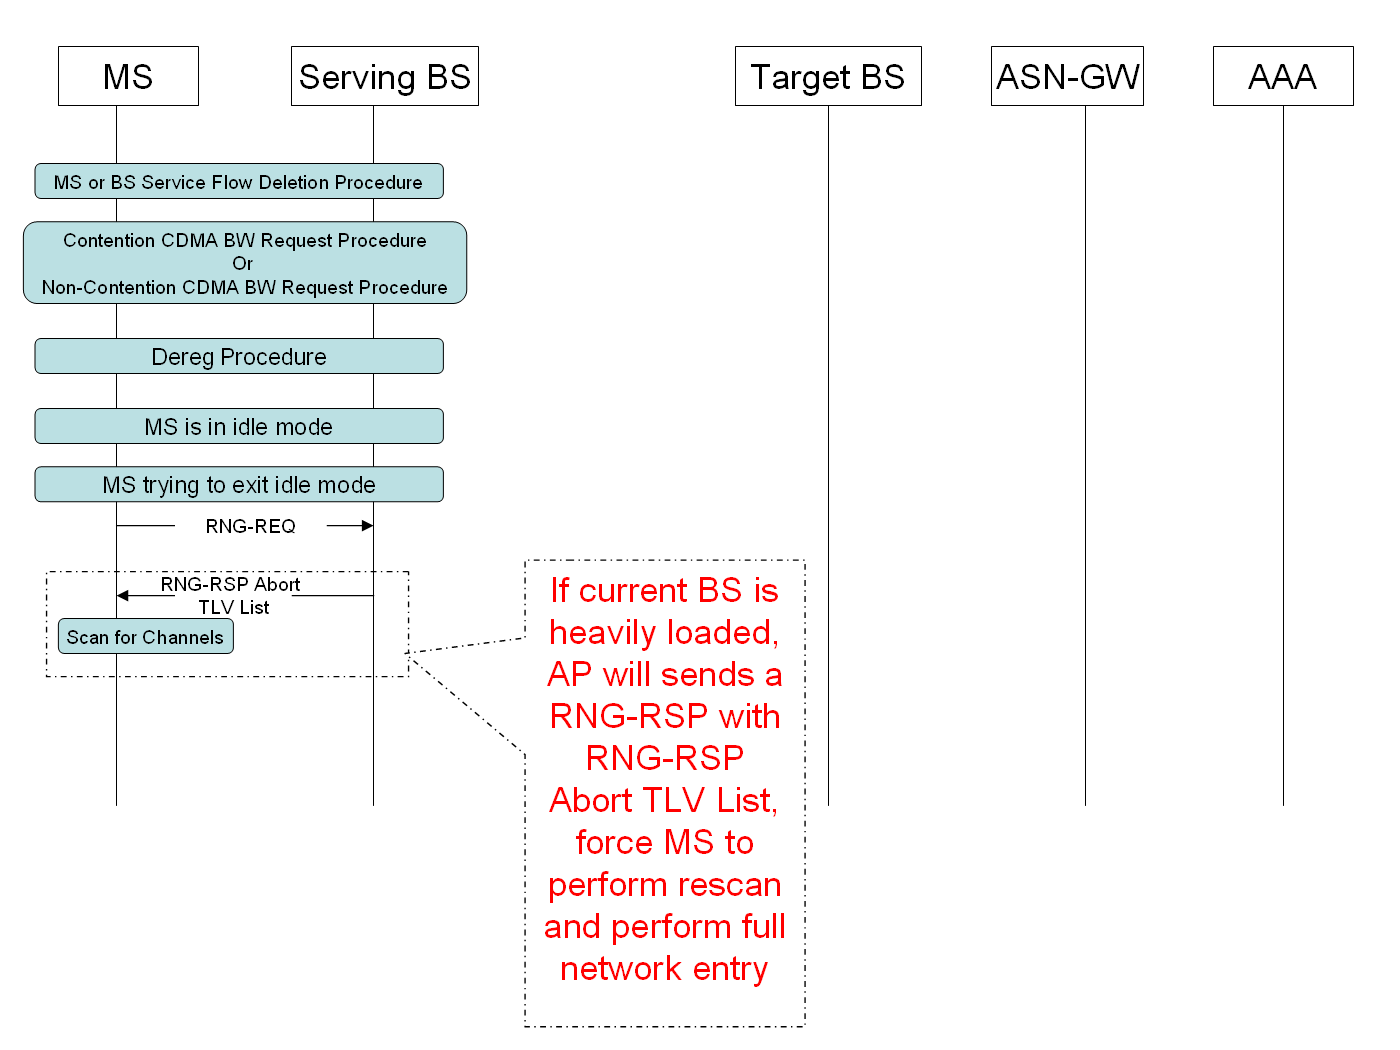 MS
Serving BS
Target BS
ASN-GW
AAA
MS or BS Service Flow Deletion Procedure
Contention CDMA BW Request Procedure
Or
Non-Contention CDMA BW Request Procedure
Dereg Procedure
MS is in idle mode
MS trying to exit idle mode
RNG-REQ
RNG-RSP Abort
TLV List
Scan for Channels
If current BS is
heavily loaded,
AP will sends a
RNG-RSP with
RNG-RSP
Abort TLV List,
force MS to
perform rescan
and perform full
network entry